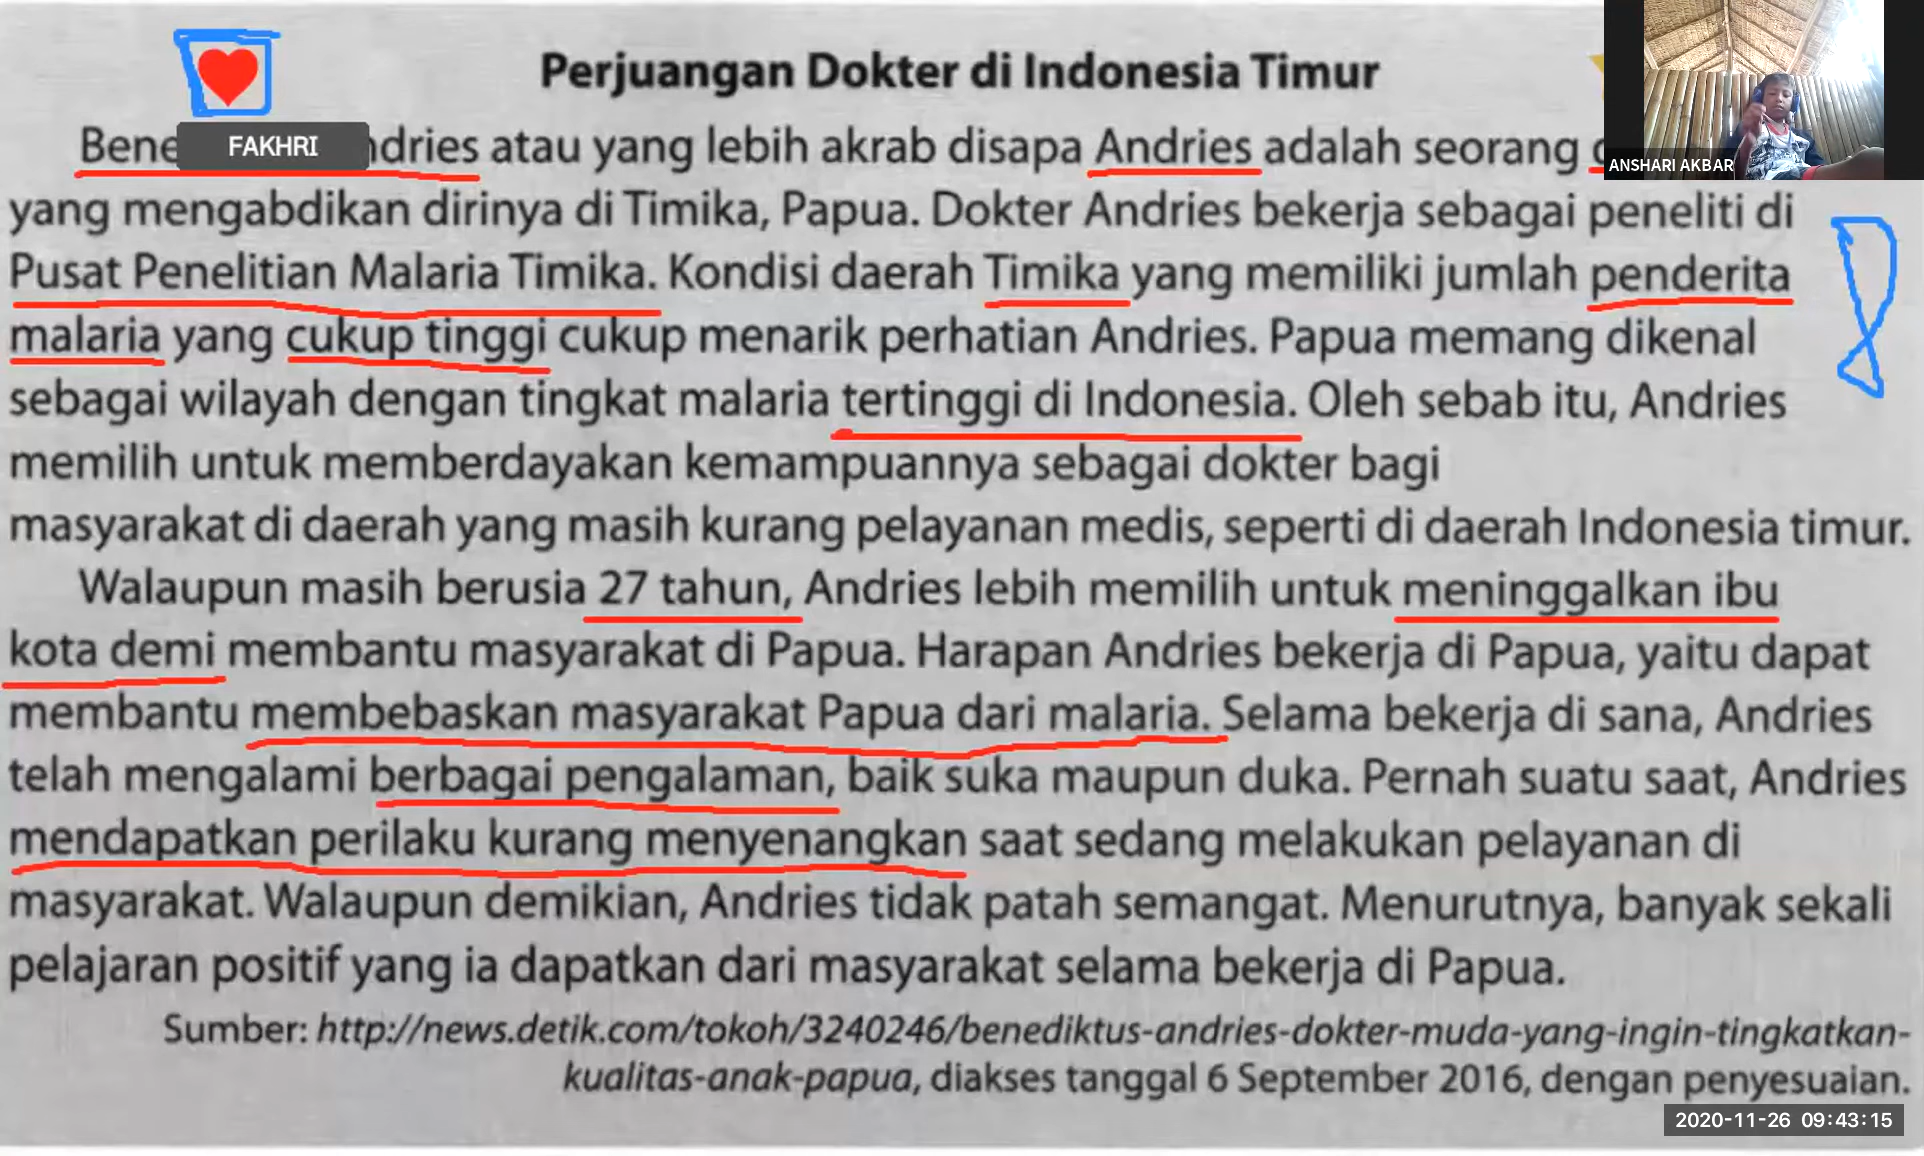 Perjuangan Dokter di Indonesia Timur
FAKHRI
Bene ndries atau yang lebih akrab disapa Andries adalah seorang
ANSHARI AKBAR
yang mengabdikan dirinya di Timika, Papua. Dokter Andries bekerja sebagai peneliti di
Pusat Penelitian Malaria Timika. Kondisi daerah Timika yang memiliki jumlah penderita
malaria yang cukup tinggi cukup menarik perhatian Andries. Papua memang dikenal
sebagai wilayah dengan tingkat malaria tertinggi di Indonesia. Oleh sebab itu, Andries
memilih untuk memberdayakan kemampuannya sebagai dokter bagi
masyarakat di daerah yang masih kurang pelayanan medis, seperti di daerah Indonesia timur.
Walaupun masih berusia 27 tahun, Andries lebih memilih untuk meninggalkan ibu
kota demi membantu masyarakat di Papua. Harapan Andries bekerja di Papua, yaitu dapat
membantu membebaskan masyarakat Papua dari malaria. Selama bekerja di sana, Andries
telah mengalami berbagai pengalaman, baik suka maupun duka. Pernah suatu saat, Andries
mendapatkan perilaku kurang menyenangkan saat sedang melakukan pelayanan di
masyarakat. Walaupun demikian, Andries tidak patah semangat. Menurutnya, banyak sekali
pelajaran positif yang ia dapatkan dari masyarakat selama bekerja di Papua.
Sumber: http://news.detik.com/tokoh/3240246/benediktus-andries-dokter-muda-yang-ingin-tingkatkan-
kualitas-anak-papua, diakses tanggal 6 September 2016, dengan penyesuaian.
2020-11-26 09:43:15